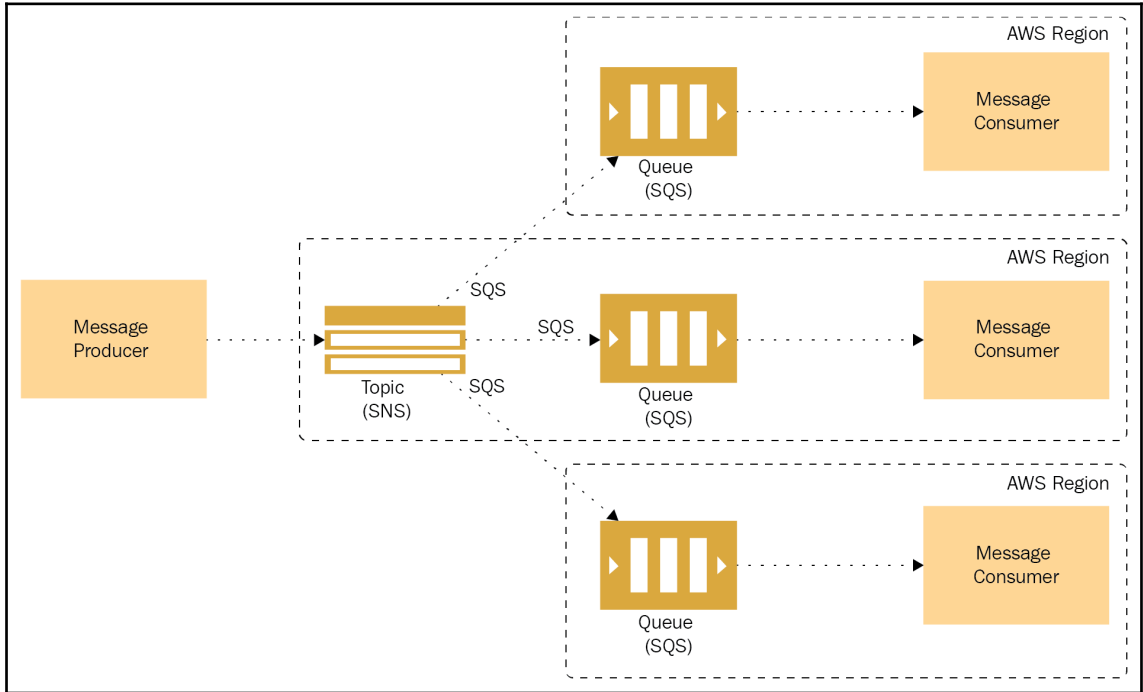 AWS Region
Message
Consumer
Queue
(SQS)
AWS Region
SQS
Message
Producer
SQS
Message
Consumer
Topic
(SNS)
SQS
Queue
(SQS)
AWS Region
Message
Consumer
Queue
(SQS)